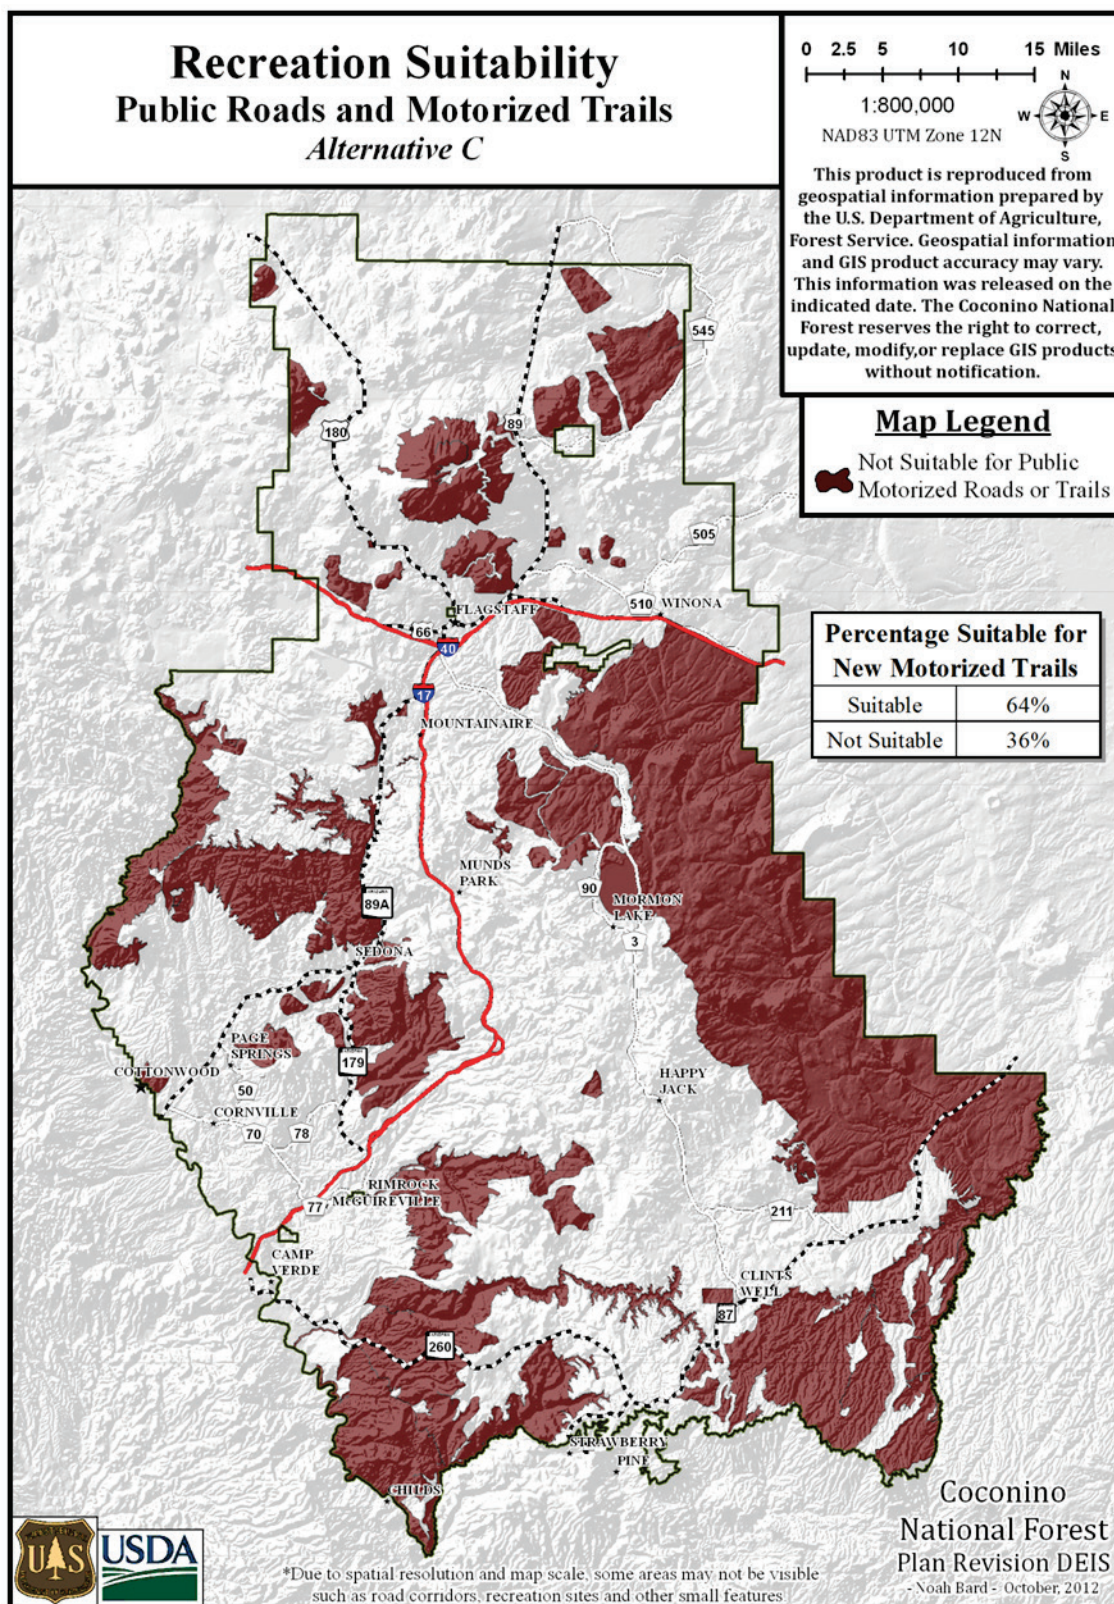 Recreation Suitability
Public Roads and Motorized Trails
Alternative C
0 2.5 5 10 15 Miles
1:800,000
NAD83 UTM Zone 12N
N
W E
S
This product is reproduced from
geospatial information prepared by
the U.S. Department of Agriculture,
Forest Service. Geospatial information
and GIS product accuracy may vary.
This information was released on the
indicated date. The Coconino National
Forest reserves the right to correct,
update, modify,or replace GIS products
without notification.
Map Legend
Not Suitable for Public
Motorized Roads or Trails
545
180
89
505
510
WINONA
FLAGSTAFF
66
40
17
MOUNTAINAIRE
Percentage Suitable for
New Motorized Trails
Suitable 64%
Not Suitable 36%
MUNDS
PARK
90
89A
MORMON
LAKE
3
SEDONA
PAGE
SPRINGS
179
COTTONWOOD
50
HAPPY
JACK
CORNVILLE
70
78
RIMROCK
MCGUIREVILLE
77
211
CAMP
VERDE
CLINTS
WELL
87
260
STRAWBERRY
PINE
CHILDS
Coconino
National Forest
Plan Revision DEIS
- Noah Bard - October, 2012
US
USDA
*Due to spatial resolution and map scale, some areas may not be visible
such as road corridors, recreation sites and other small features